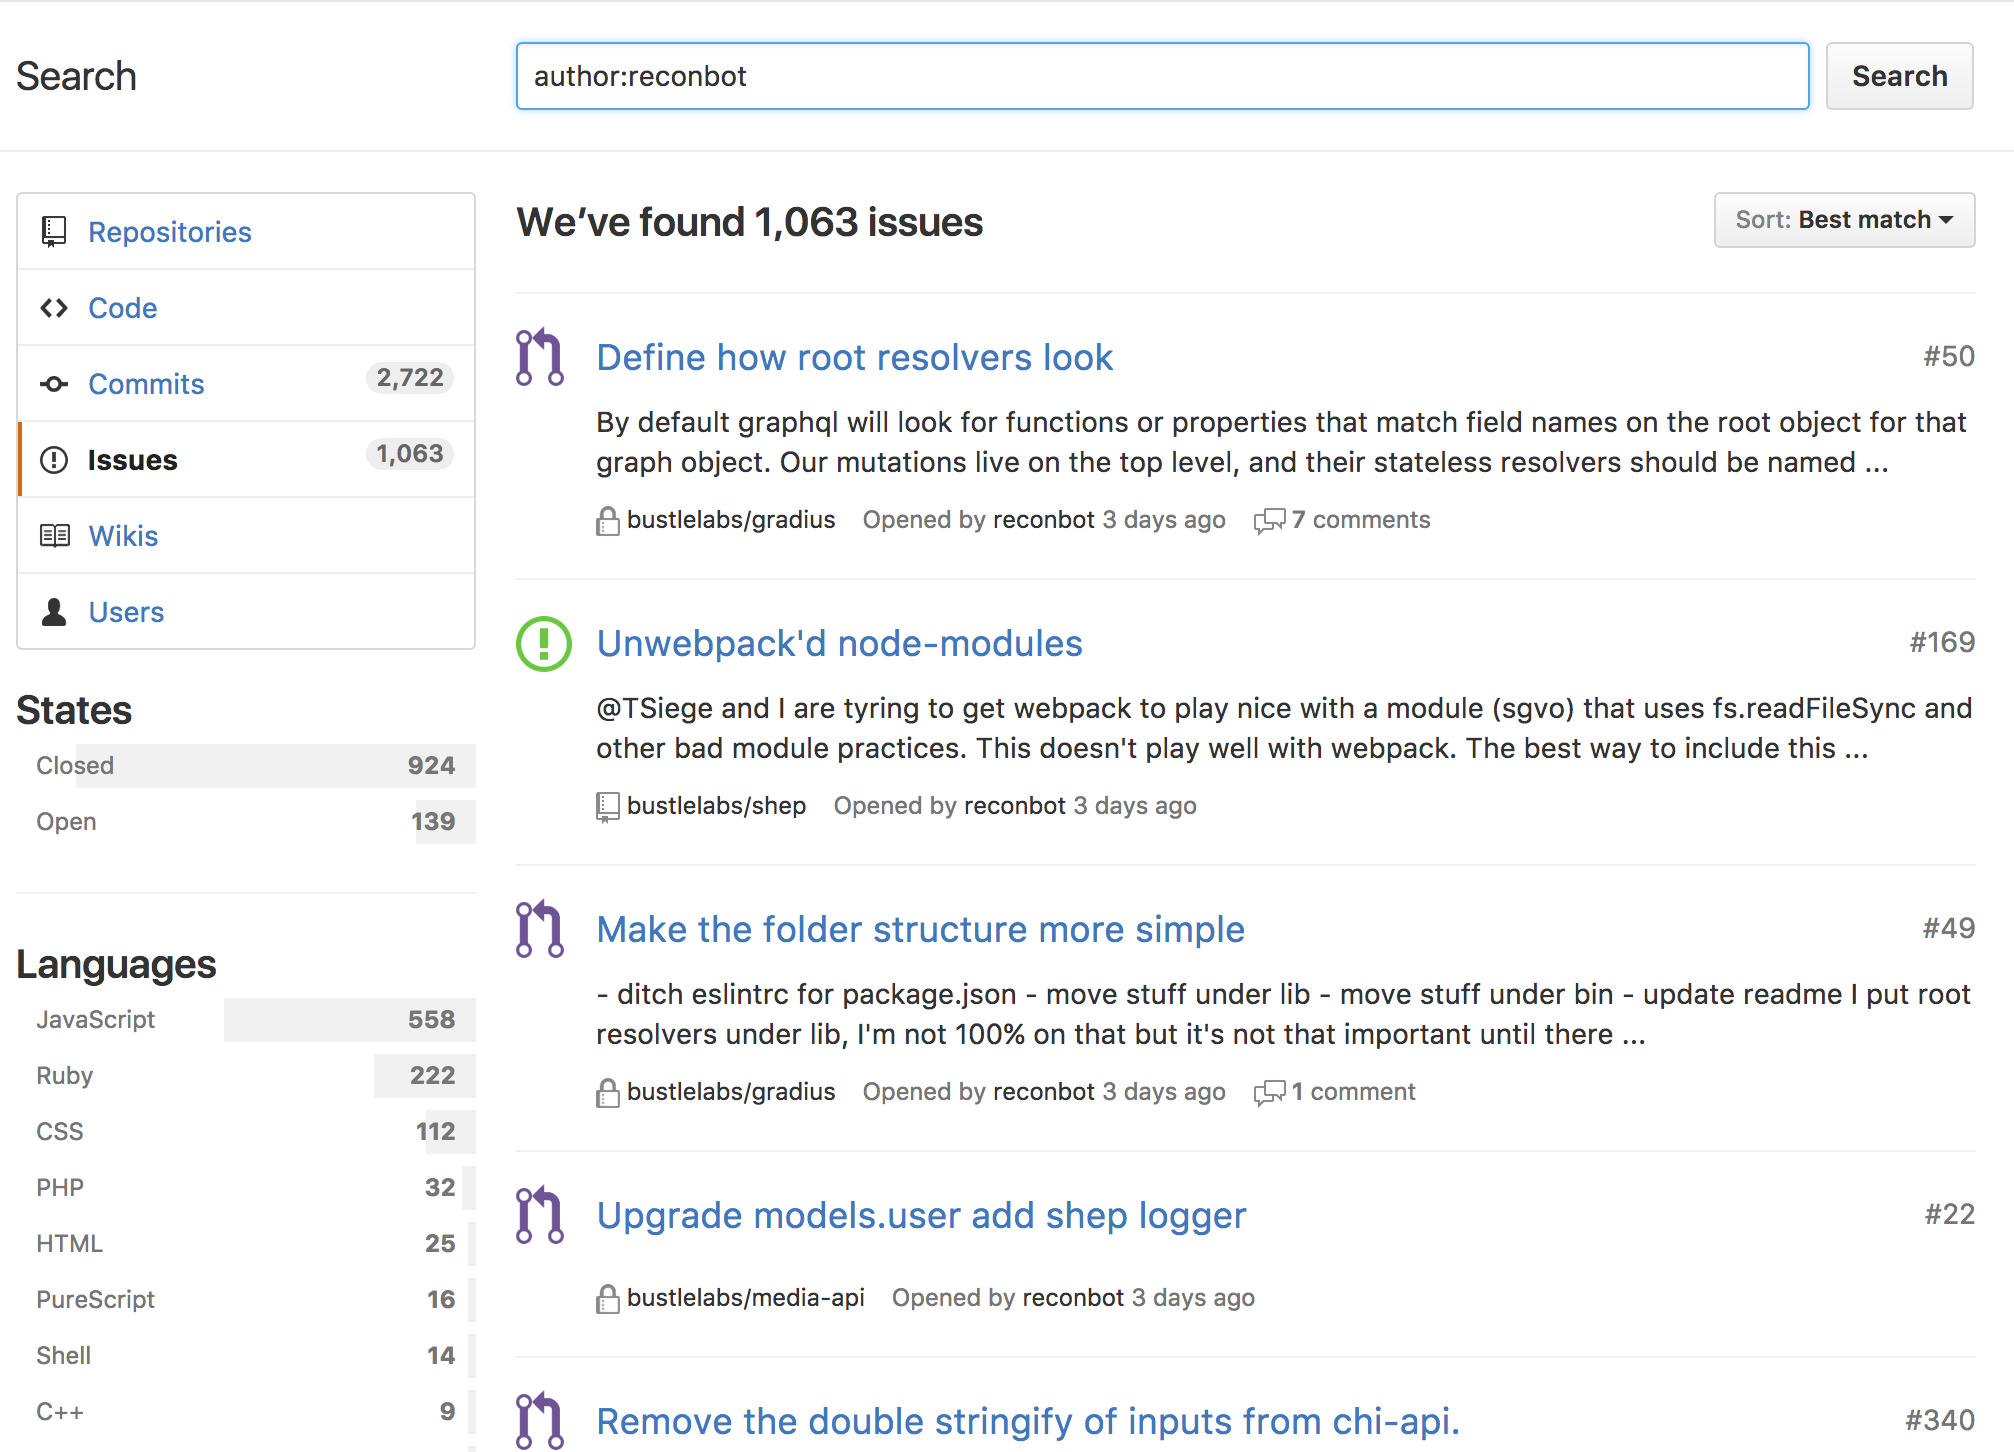 Search
author:reconbot
Search
Repositories
Code
Commits 2,722
Issues 1,063
Wikis
Users
States
Closed 924
Open 139
Languages
JavaScript 558
Ruby 222
CSS 112
PHP 32
HTML 25
PureScript 16
Shell 14
C++ 9
We’ve found 1,063 issues
Sort: Best match
Define how root resolvers look #50
By default graphql will look for functions or properties that match field names on the root object for that
graph object. Our mutations live on the top level, and their stateless resolvers should be named ...
bustlelabs/gradius Opened by reconbot 3 days ago 7 comments
Unwebpack'd node-modules #169
@TSiege and I are tyring to get webpack to play nice with a module (sgvo) that uses fs.readFileSync and
other bad module practices. This doesn't play well with webpack. The best way to include this ...
bustlelabs/shep Opened by reconbot 3 days ago
Make the folder structure more simple #49
- ditch eslintrc for package.json - move stuff under lib - move stuff under bin - update readme I put root
resolvers under lib, I'm not 100% on that but it's not that important until there ...
bustlelabs/gradius Opened by reconbot 3 days ago 1 comment
Upgrade models.user add shep logger #22
bustlelabs/media-api Opened by reconbot 3 days ago
Remove the double stringify of inputs from chi-api. #340